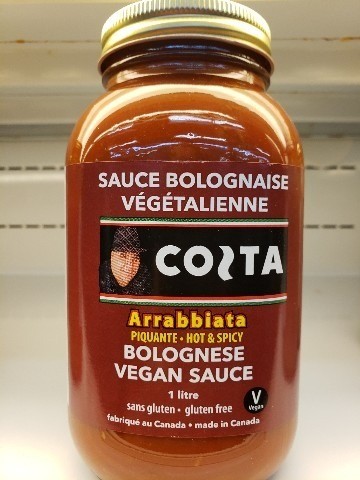 SAUCE BOLOGNAISE
VÉGÉTALIENNE
COSTA
Arrabbiata
PIQUANTE • HOT & SPICY
BOLOGNESE
VEGAN SAUCE
1 litre
sans gluten • gluten free
fabriqué au Canada • made in Canada
V
Vegan